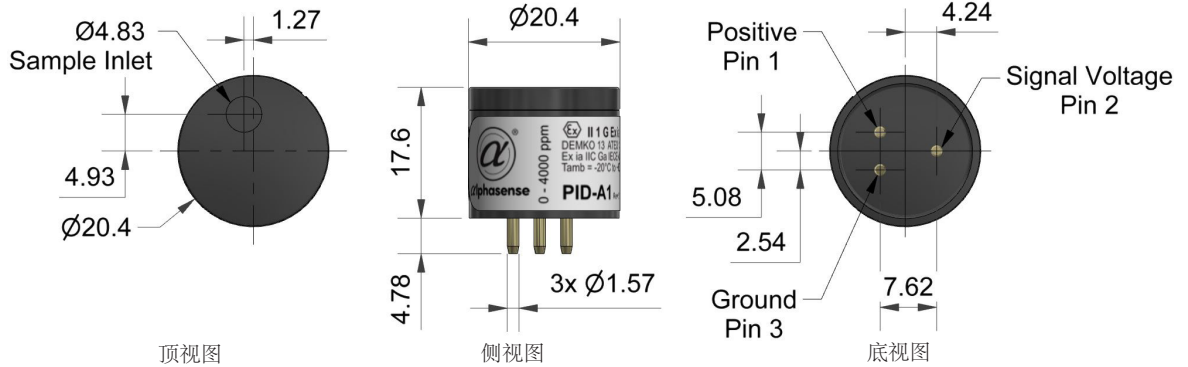 Ø4.83
Sample Inlet
1.27
4.93
Ø20.4
顶视图
Ø20.4
17.6
4.78
3x Ø1.57
α®
alphasense
0 - 4000 ppm
Ex II 1 G Ex
DEMKO 13 ATEX
Ex ia IIC Ga IECE
Tamb = -20°C to
PID-A1
侧视图
Positive
Pin 1
4.24
Signal Voltage
Pin 2
5.08
2.54
7.62
Ground
Pin 3
底视图